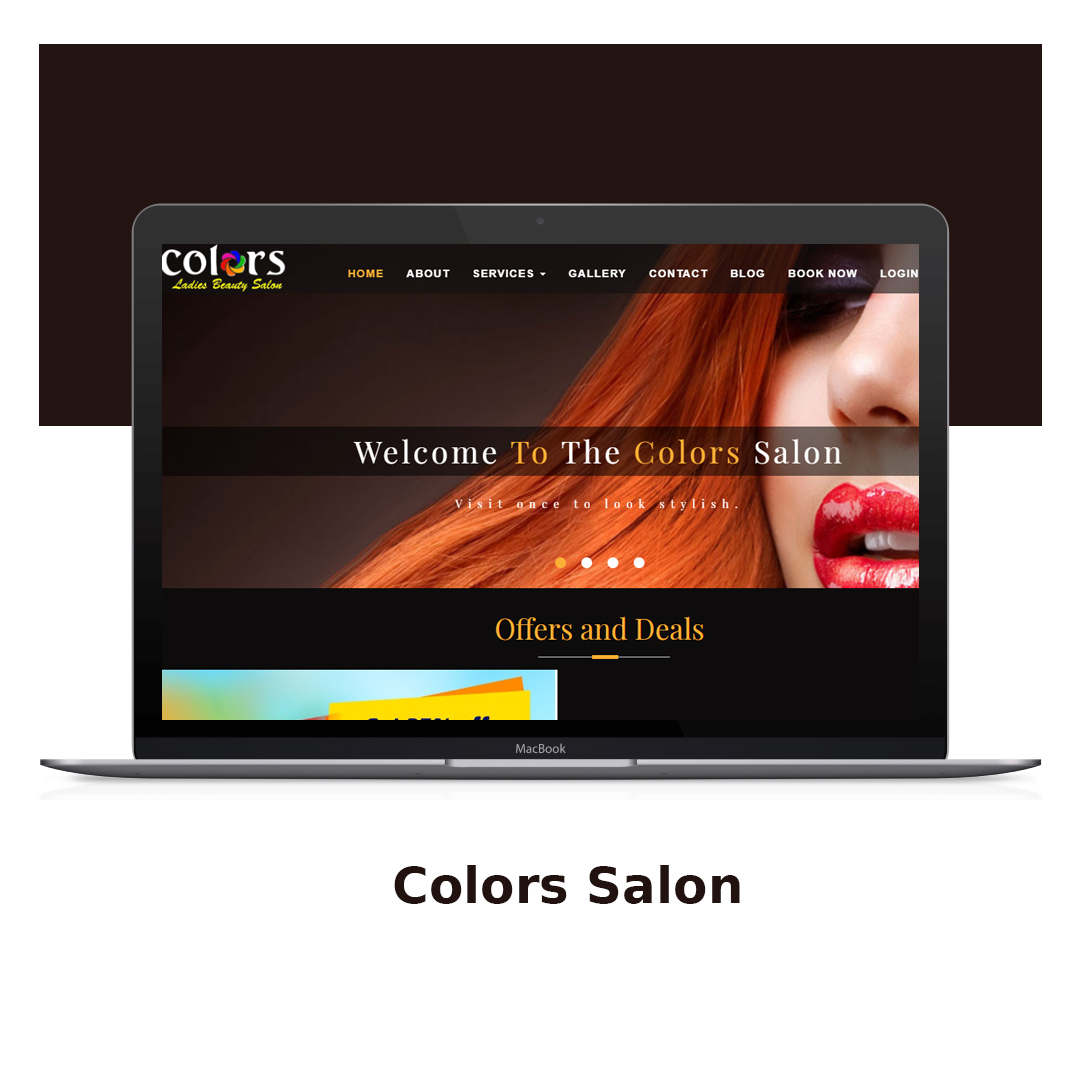 colors
Ladies Beauty Salon
HOME ABOUT SERVICES GALLERY CONTACT BLOG BOOK NOW LOGIN
Welcome To The Colors Salon
Visit once to look stylish.
Offers and Deals
MacBook
Colors Salon